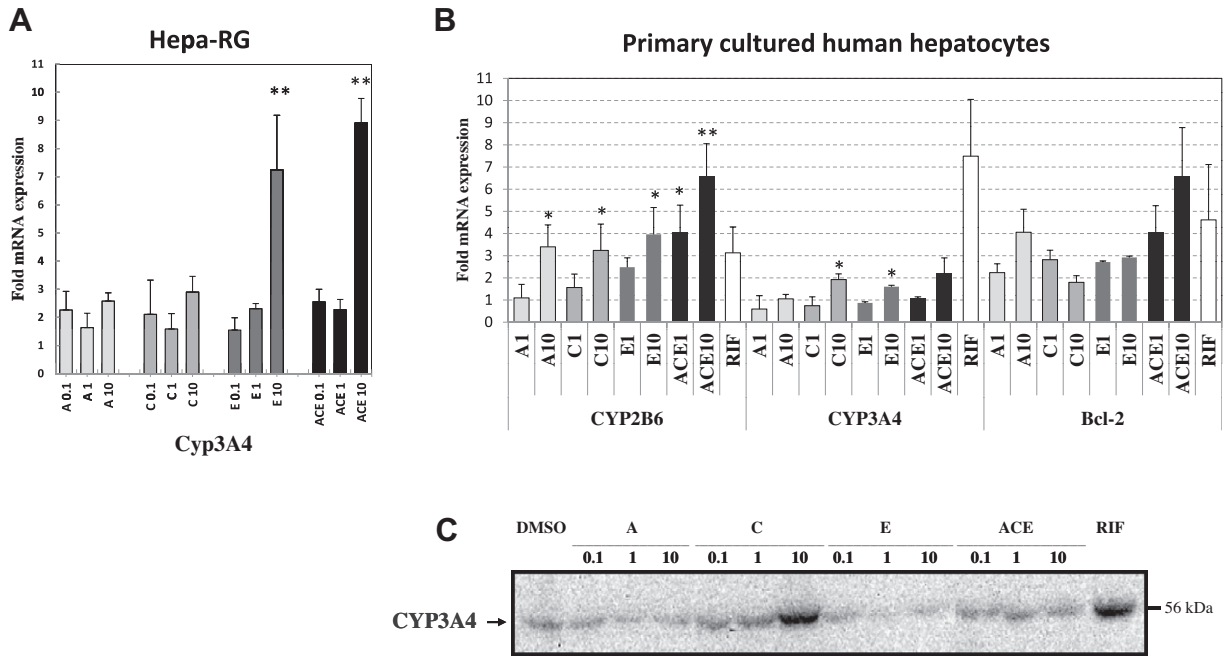 A
Hepa-RG
Fold mRNA expression
11
10
9
8
7
6
5
4
3
2
1
0
**
**
A 0.1
A 1
A 10
C 0.1
C 1
C 10
E 0.1
E 1
E 10
ACE 0.1
ACE 1
ACE 10
Cyp3A4
B
Primary cultured human hepatocytes
Fold mRNA expression
11
10
9
8
7
6
5
4
3
2
1
0
*
*
*
*
**
*
*
A1
A10
C1
C10
E1
E10
ACE1
ACE10
RIF
A1
A10
C1
C10
E1
E10
ACE1
ACE10
RIF
A1
A10
C1
C10
E1
E10
ACE1
ACE10
RIF
CYP2B6 CYP3A4 Bcl-2
C
DMSO A C E ACE RIF
0.1 1 10 0.1 1 10 0.1 1 10 0.1 1 10
CYP3A4
56 kDa